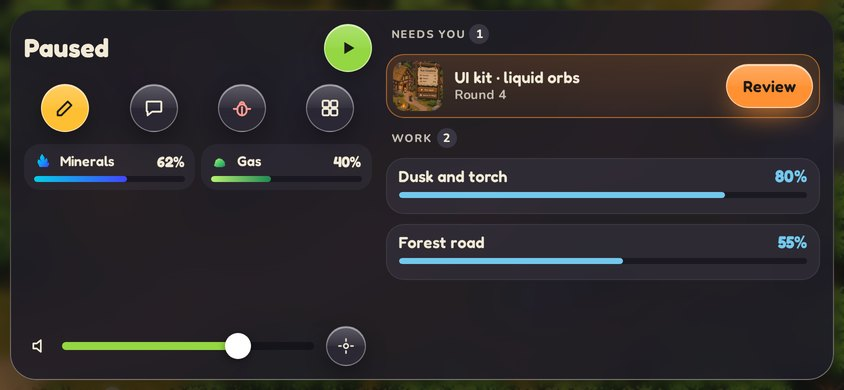 Paused
Minerals 62%
Gas 40%
NEEDS YOU 1
UI kit · liquid orbs
Round 4
Review
WORK 2
Dusk and torch 80%
Forest road 55%